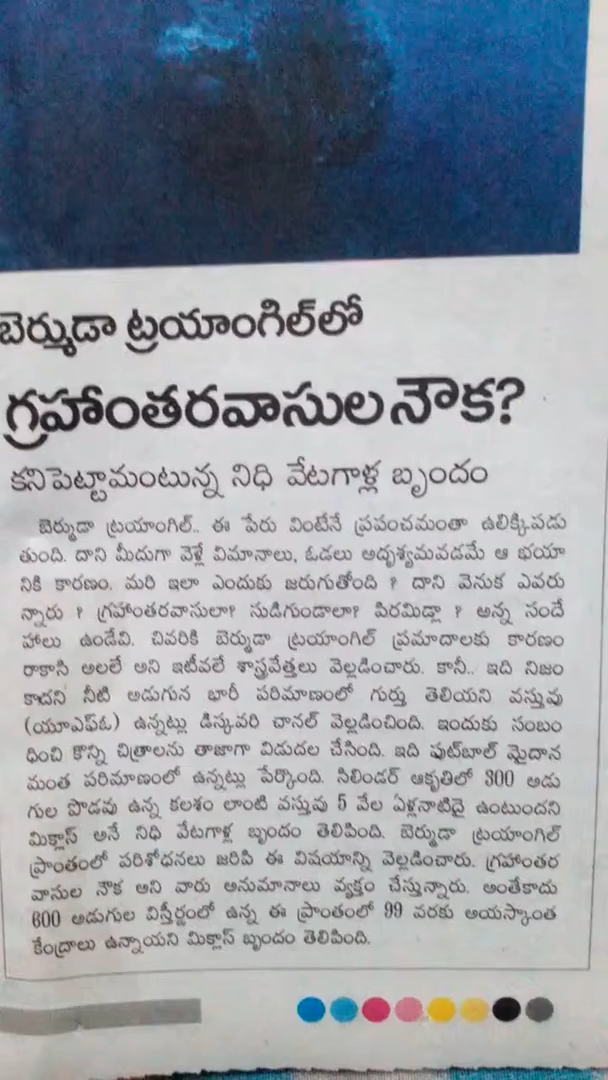 బెర్ముడా ట్రయాంగిల్‌లో
గ్రహాంతరవాసుల నౌక?
కనిపెట్టామంటున్న నిధి వేటగాళ్ల బృందం
బెర్ముడా ట్రయాంగిల్.. ఈ పేరు వింటేనే ప్రపంచమంతా ఉలిక్కిపడు
తుంది. దాని మీదుగా వెళ్లే విమానాలు, ఓడలు అదృశ్యమవడమే ఆ భయా
నికి కారణం. మరి ఇలా ఎందుకు జరుగుతోంది ? దాని వెనుక ఎవరు
న్నారు ? గ్రహాంతరవాసులా? సుడిగుండాలా? పిరమిడ్లా ? అన్న సందే
హాలు ఉండేవి. చివరికి బెర్ముడా ట్రయాంగిల్ ప్రమాదాలకు కారణం
రాకాసి అలలే అని ఇటీవలే శాస్త్రవేత్తలు వెల్లడించారు. కానీ.. ఇది నిజం
కాదని నీటి అడుగున భారీ పరిమాణంలో గుర్తు తెలియని వస్తువు
(యూఎఫ్ఓ) ఉన్నట్లు డిస్కవరి చానల్ వెల్లడించింది. ఇందుకు సంబం
ధించి కొన్ని చిత్రాలను తాజాగా విడుదల చేసింది. ఇది ఫుట్‌బాల్ మైదాన
మంత పరిమాణంలో ఉన్నట్లు పేర్కొంది. సిలిండర్ ఆకృతిలో 300 అడు
గుల పొడవు ఉన్న కలశం లాంటి వస్తువు 5 వేల ఏళ్లనాటిదై ఉంటుందని
మిక్లాస్ అనే నిధి వేటగాళ్ల బృందం తెలిపింది. బెర్ముడా ట్రయాంగిల్
ప్రాంతంలో పరిశోధనలు జరిపి ఈ విషయాన్ని వెల్లడించారు. గ్రహాంతర
వాసుల నౌక అని వారు అనుమానాలు వ్యక్తం చేస్తున్నారు. అంతేకాదు
600 అడుగుల విస్తీర్ణంలో ఉన్న ఈ ప్రాంతంలో 99 వరకు అయస్కాంత
కేంద్రాలు ఉన్నాయని మిక్లాస్ బృందం తెలిపింది.